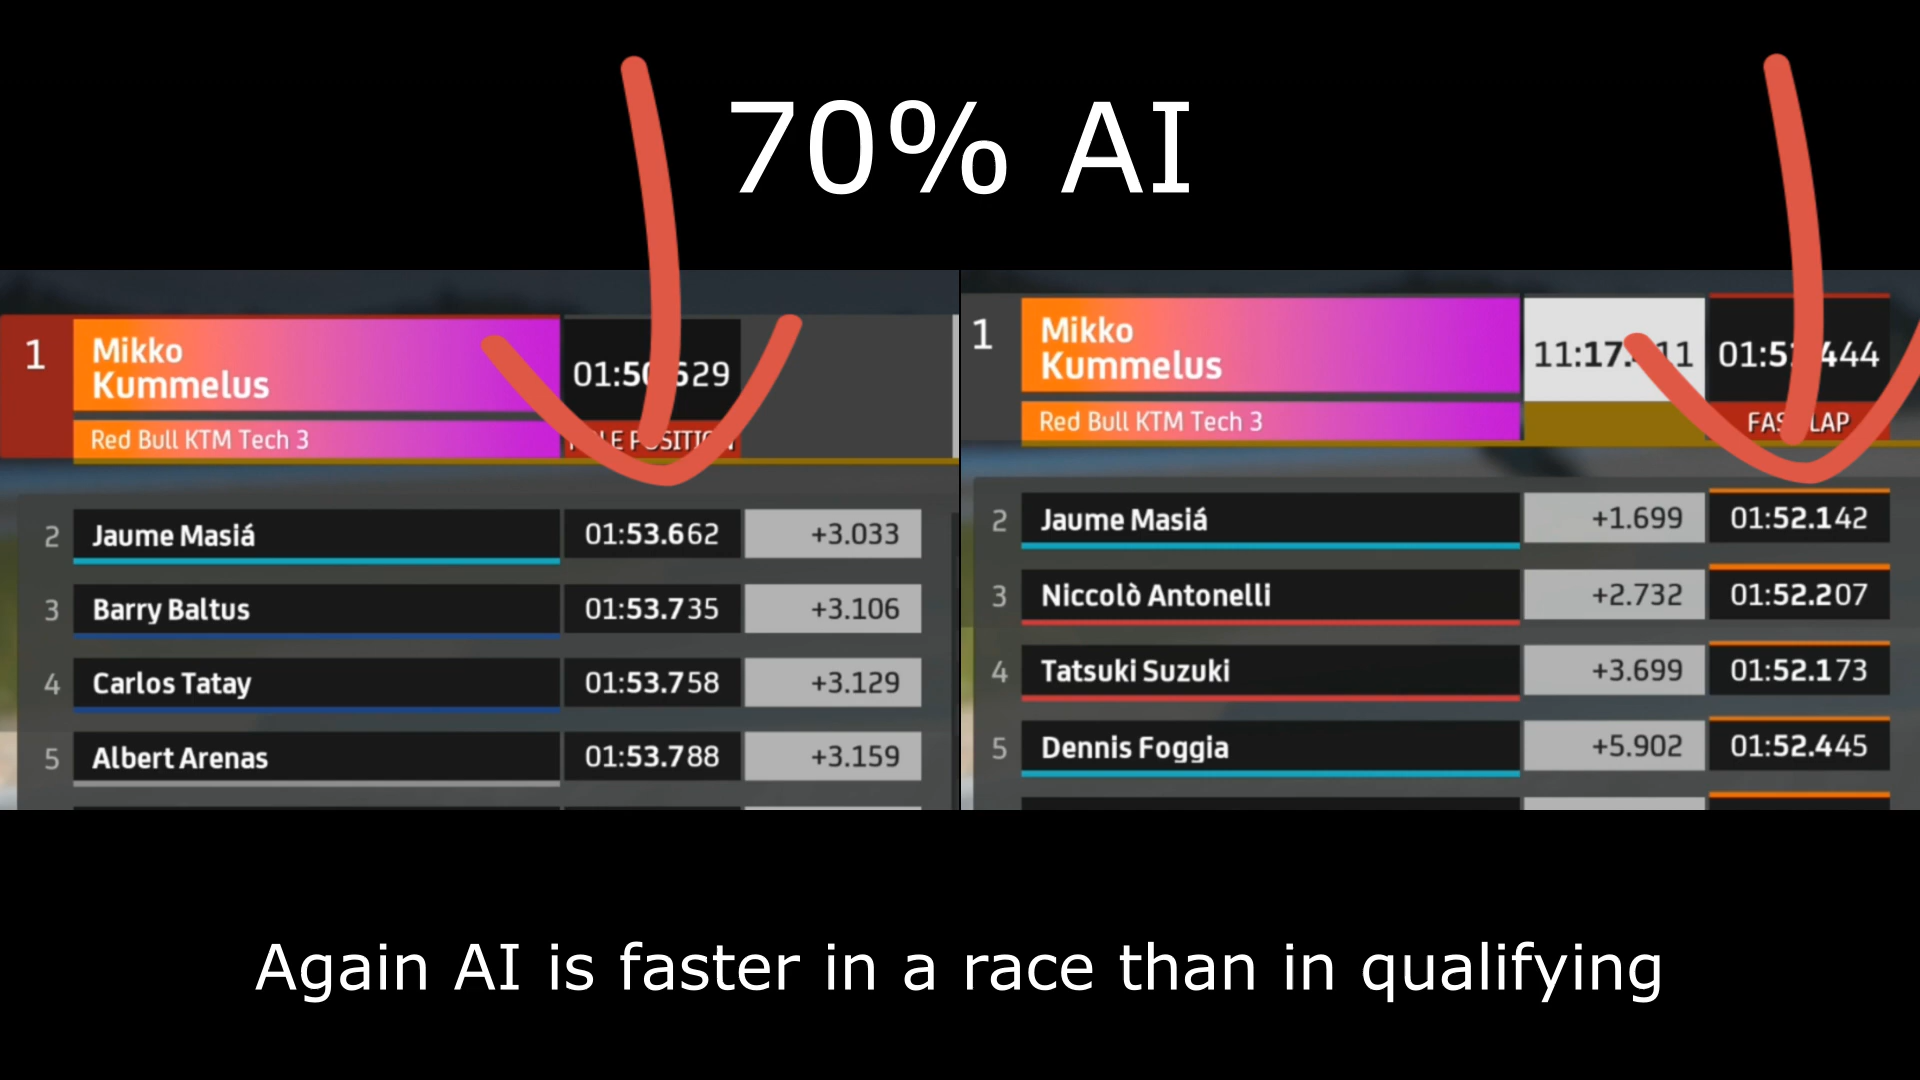 70% AI
1
Mikko
Kummelus
Red Bull KTM Tech 3
2 Jaume Masiá 01:53.662 +3.033
3 Barry Baltus 01:53.735 +3.106
4 Carlos Tatay 01:53.758 +3.129
5 Albert Arenas 01:53.788 +3.159
1
Mikko
Kummelus
Red Bull KTM Tech 3
2 Jaume Masiá +1.699 01:52.142
3 Niccolò Antonelli +2.732 01:52.207
4 Tatsuki Suzuki +3.699 01:52.173
5 Dennis Foggia +5.902 01:52.445
Again AI is faster in a race than in qualifying